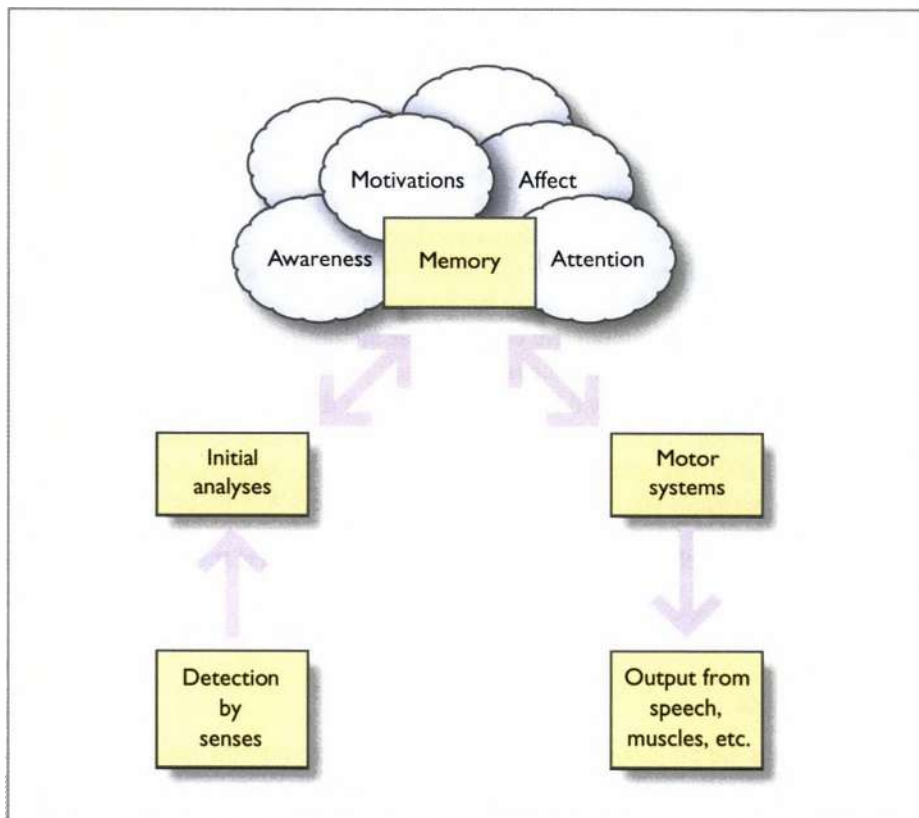 Motivations
Affect
Awareness
Memory
Attention
Initial
analyses
Motor
systems
Detection
by
senses
Output from
speech,
muscles, etc.